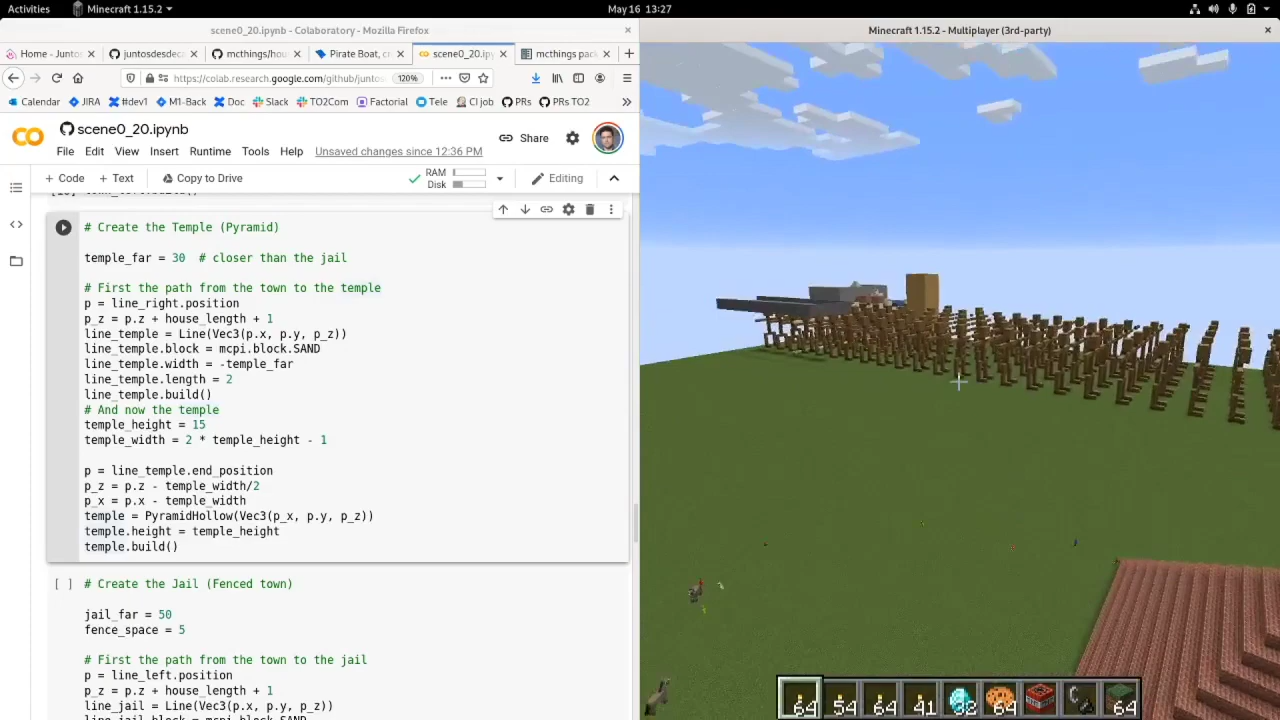 Activities
Minecraft 1.15.2
May 16 13:27
scene0_20.ipynb - Colaboratory - Mozilla Firefox
Minecraft 1.15.2 - Multiplayer (3rd-party)
Home - Juntos
juntosdesdec
mcthings/hou
Pirate Boat, c
scene0_20.ipy
mcthings pack
https://colab.research.google.com/github/juntos
120%
Calendar
JIRA
#dev1
M1-Back
Doc
Slack
TO2Com
Factorial
Tele
CI job
PRs
PRs TO2
scene0_20.ipynb
Share
File Edit View Insert Runtime Tools Help Unsaved changes since 12:36 PM
+ Code + Text Copy to Drive
RAM
Disk
Editing
# Create the Temple (Pyramid)
temple_far = 30 # closer than the jail
# First the path from the town to the temple
p = line_right.position
p_z = p.z + house_length + 1
line_temple = Line(Vec3(p.x, p.y, p_z))
line_temple.block = mcpi.block.SAND
line_temple.width = -temple_far
line_temple.length = 2
line_temple.build()
# And now the temple
temple_height = 15
temple_width = 2 * temple_height - 1
p = line_temple.end_position
p_z = p.z - temple_width/2
p_x = p.x - temple_width
temple = PyramidHollow(Vec3(p_x, p.y, p_z))
temple.height = temple_height
temple.build()
[ ] # Create the Jail (Fenced town)
jail_far = 50
fence_space = 5
# First the path from the town to the jail
p = line_left.position
p_z = p.z + house_length + 1
line_jail = Line(Vec3(p.x, p.y, p_z))
64 54 64 41 64 64 64